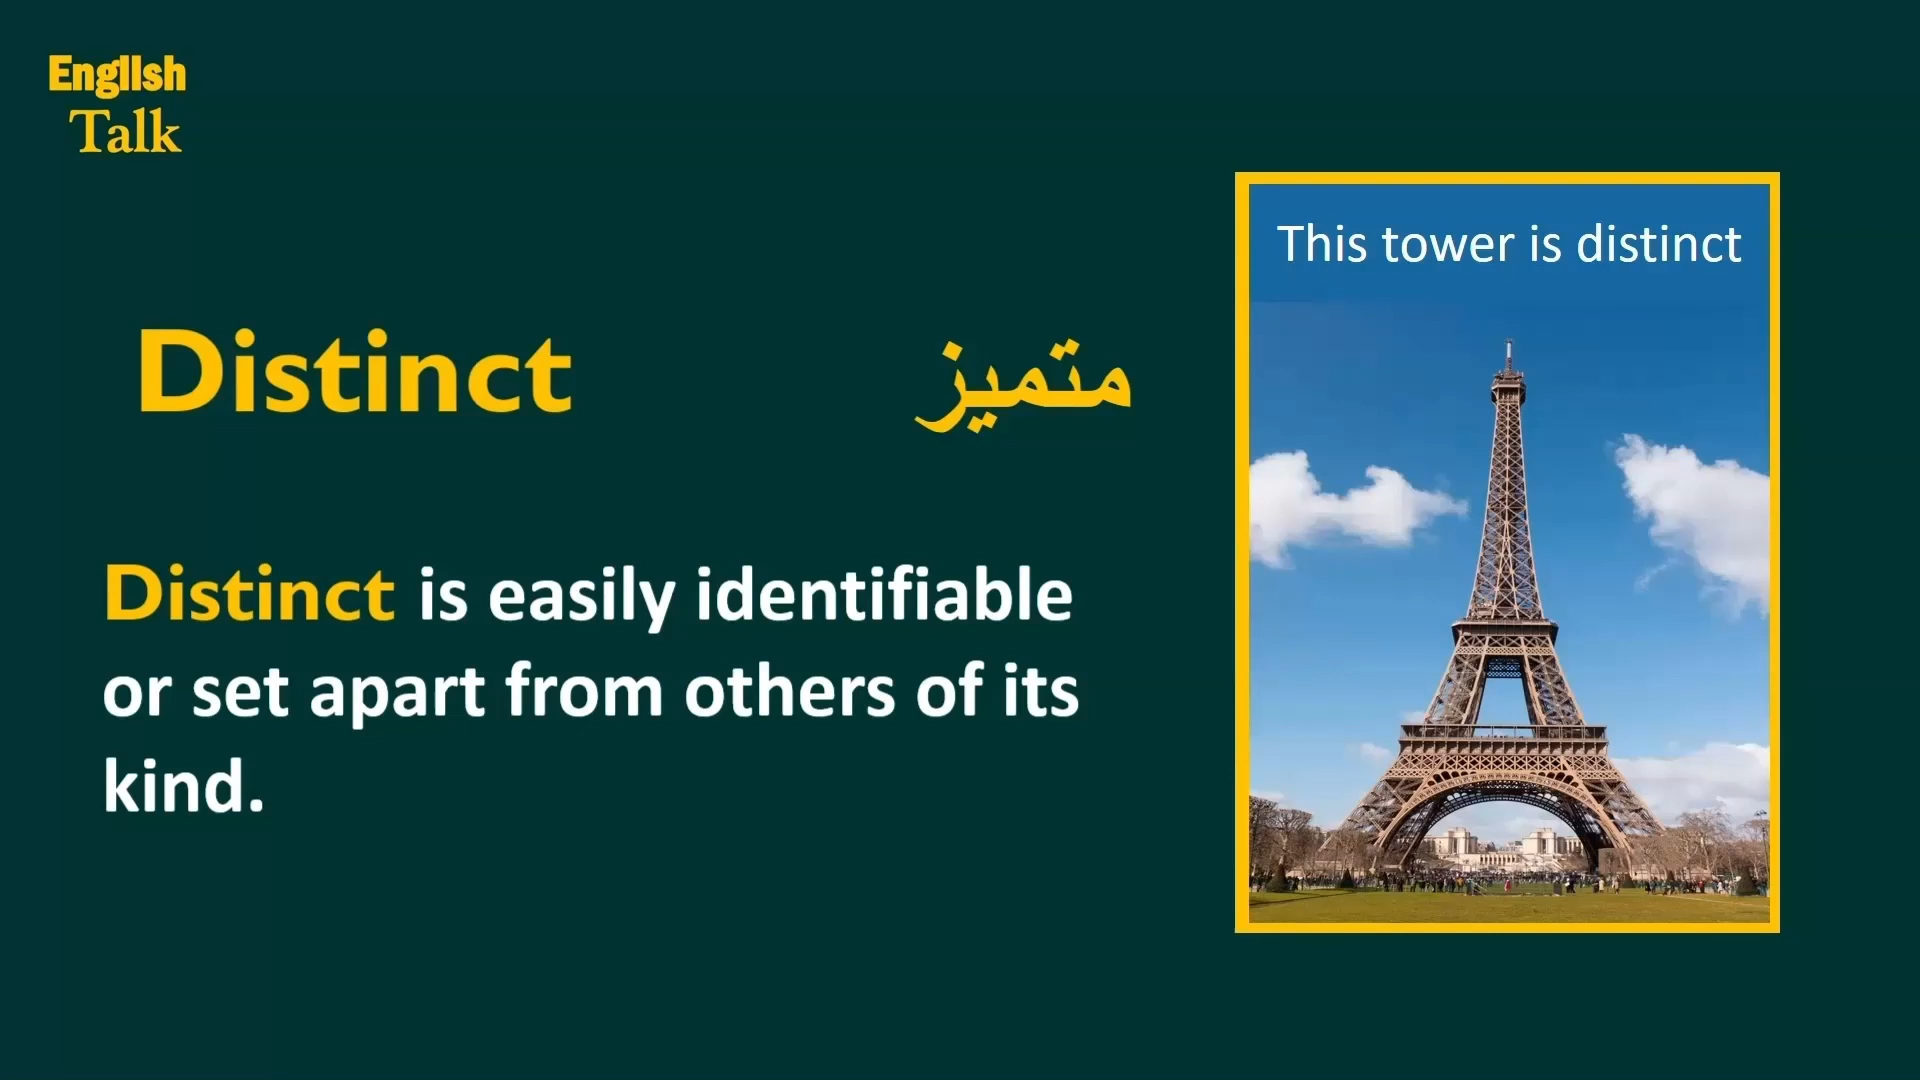 English
Talk
This tower is distinct
Distinct
متميز
Distinct is easily identifiable
or set apart from others of its
kind.